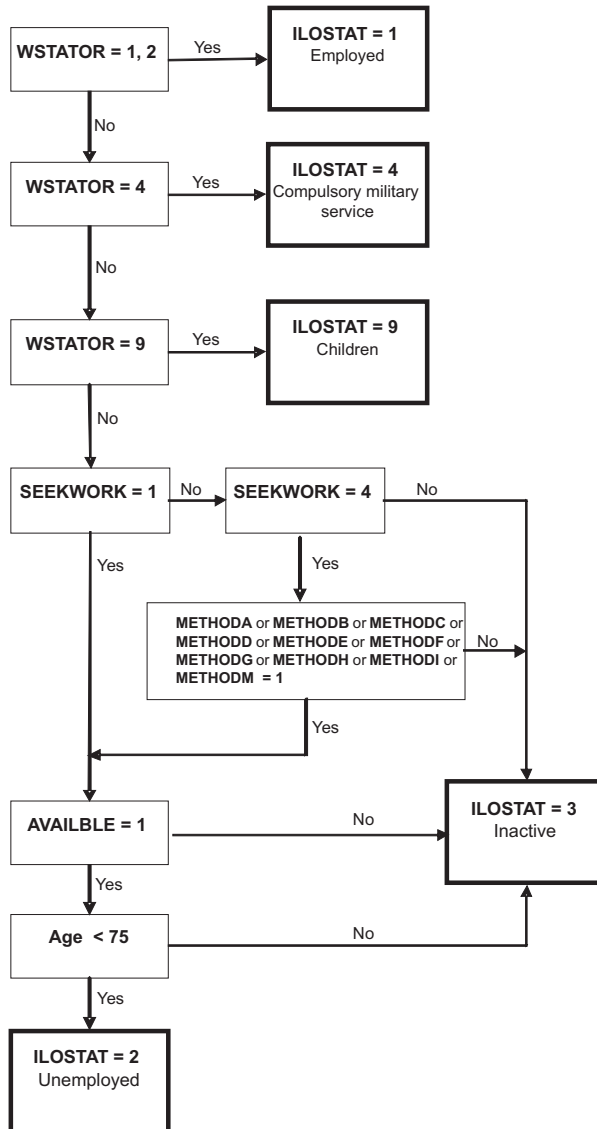 WSTATOR = 1, 2
Yes
ILOSTAT = 1
Employed
No
WSTATOR = 4
Yes
ILOSTAT = 4
Compulsory military
service
No
WSTATOR = 9
Yes
ILOSTAT = 9
Children
No
SEEKWORK = 1
No
SEEKWORK = 4
No
Yes
Yes
METHODA or METHODB or METHODC or
METHODD or METHODE or METHODF or
METHODG or METHODH or METHODI or
METHODM = 1
No
Yes
AVAILBLE = 1
No
ILOSTAT = 3
Inactive
Yes
Age < 75
No
Yes
ILOSTAT = 2
Unemployed